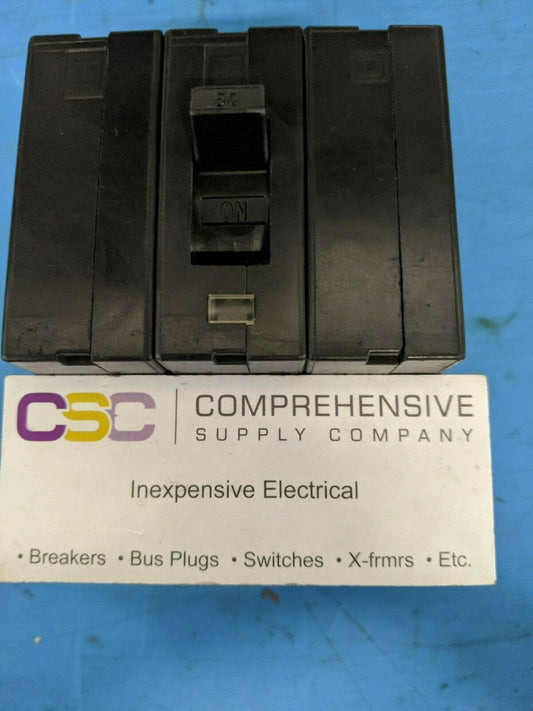 ON
CSC
COMPREHENSIVE
SUPPLY COMPANY
Inexpensive Electrical
• Breakers • Bus Plugs • Switches • X-frmrs • Etc.